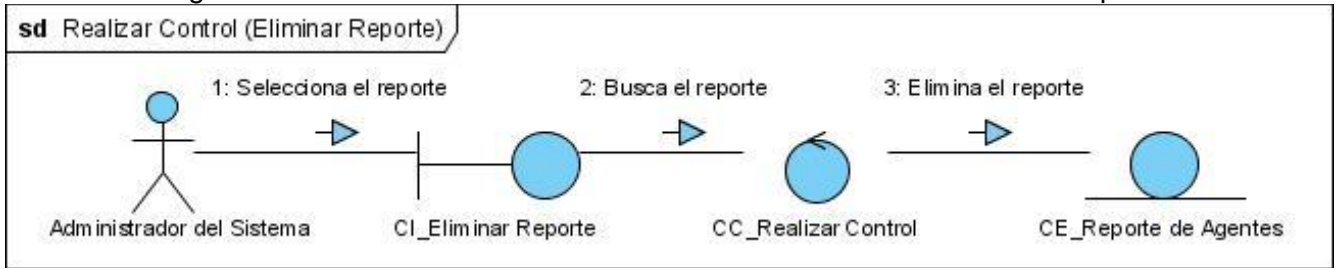 sd Realizar Control (Eliminar Reporte)
1: Selecciona el reporte
2: Busca el reporte
3: Elimina el reporte
Administrador del Sistema
CI_Eliminar Reporte
CC_Realizar Control
CE_Reporte de Agentes